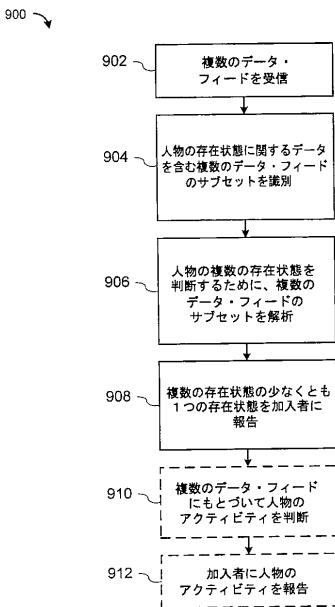 900
902
複数のデータ・
フィードを受信
904
人物の存在状態に関するデータ
を含む複数のデータ・フィード
のサブセットを識別
906
人物の複数の存在状態を
判断するために、複数の
データ・フィードの
サブセットを解析
908
複数の存在状態の少なくとも
1つの存在状態を加入者に
報告
910
複数のデータ・フィード
にもとづいて人物の
アクティビティを判断
912
加入者に人物の
アクティビティを報告